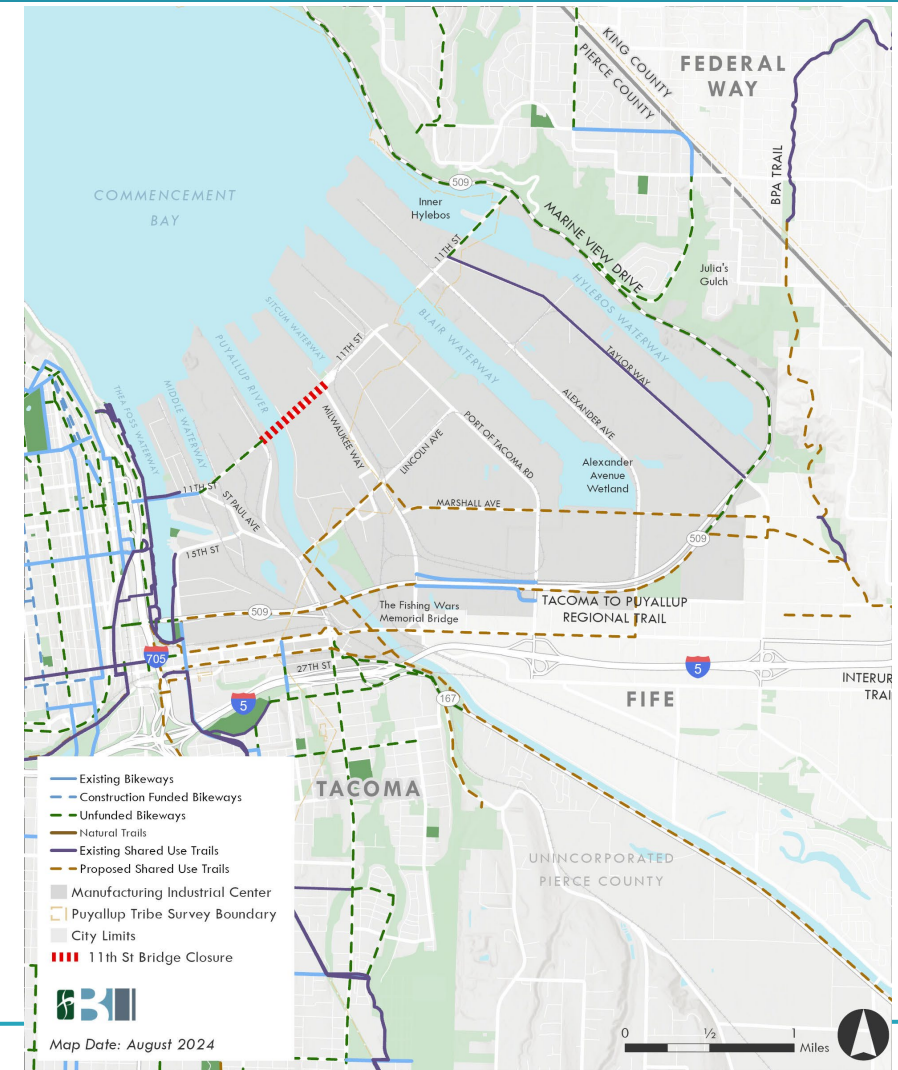 KING COUNTY
PIERCE COUNTY
FEDERAL
WAY
BPA TRAIL
COMMENCEMENT
BAY
509
Inner
Hylebos
MARINE VIEW DRIVE
11TH ST
Julia's
Gulch
HYLEBOS WATERWAY
SITCUM WATERWAY
BLAIR WATERWAY
PUYALLUP RIVER
11TH ST
TAYLOR WAY
MIDDLE WATERWAY
THEA FOSS WATERWAY
MILWAUKEE WAY
ALEXANDER AVE
LINCOLN AVE
PORT OF TACOMA RD
Alexander
Avenue
Wetland
11TH ST
ST PAUL AVE
MARSHALL AVE
15TH ST
509
509
The Fishing Wars
Memorial Bridge
TACOMA TO PUYALLUP
REGIONAL TRAIL
705
27TH ST
5
INTERUR
TRAI
5
167
FIFE
TACOMA
UNINCORPORATED
PIERCE COUNTY
Existing Bikeways
Construction Funded Bikeways
Unfunded Bikeways
Natural Trails
Existing Shared Use Trails
Proposed Shared Use Trails
Manufacturing Industrial Center
Puyallup Tribe Survey Boundary
City Limits
11th St Bridge Closure
Map Date: August 2024
0 ½ 1
Miles